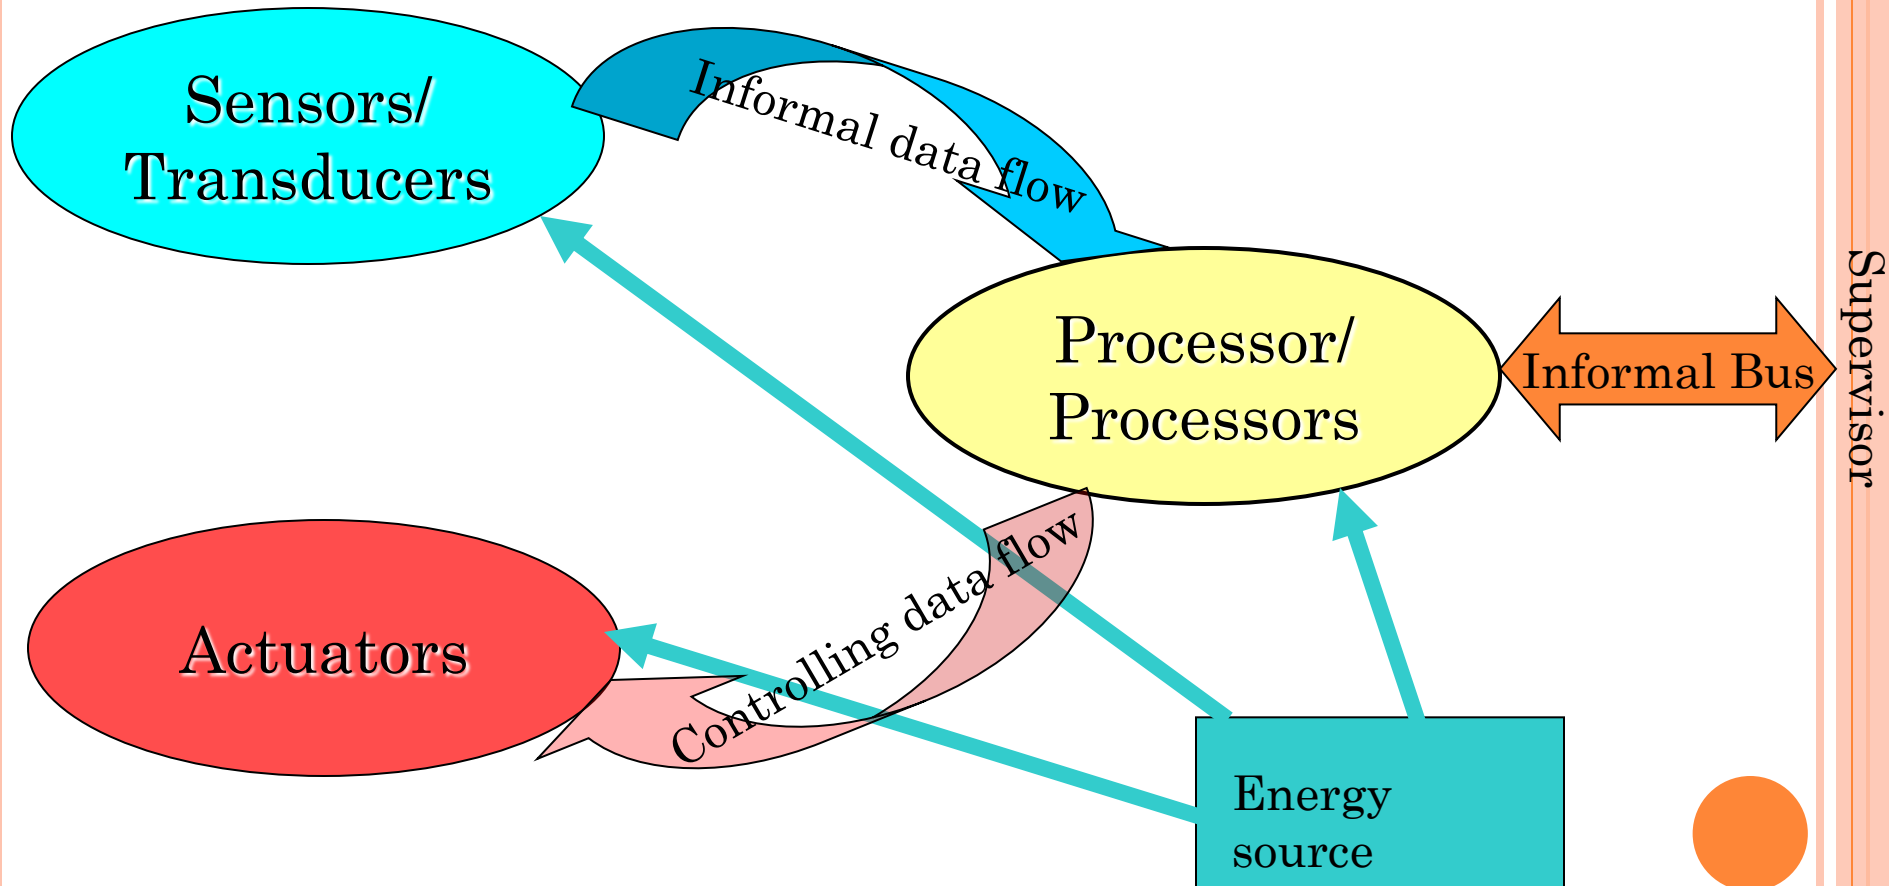 Sensors/
Transducers
Informal data flow
Processor/
Processors
Informal Bus
Supervisor
Controlling data flow
Actuators
Energy
source